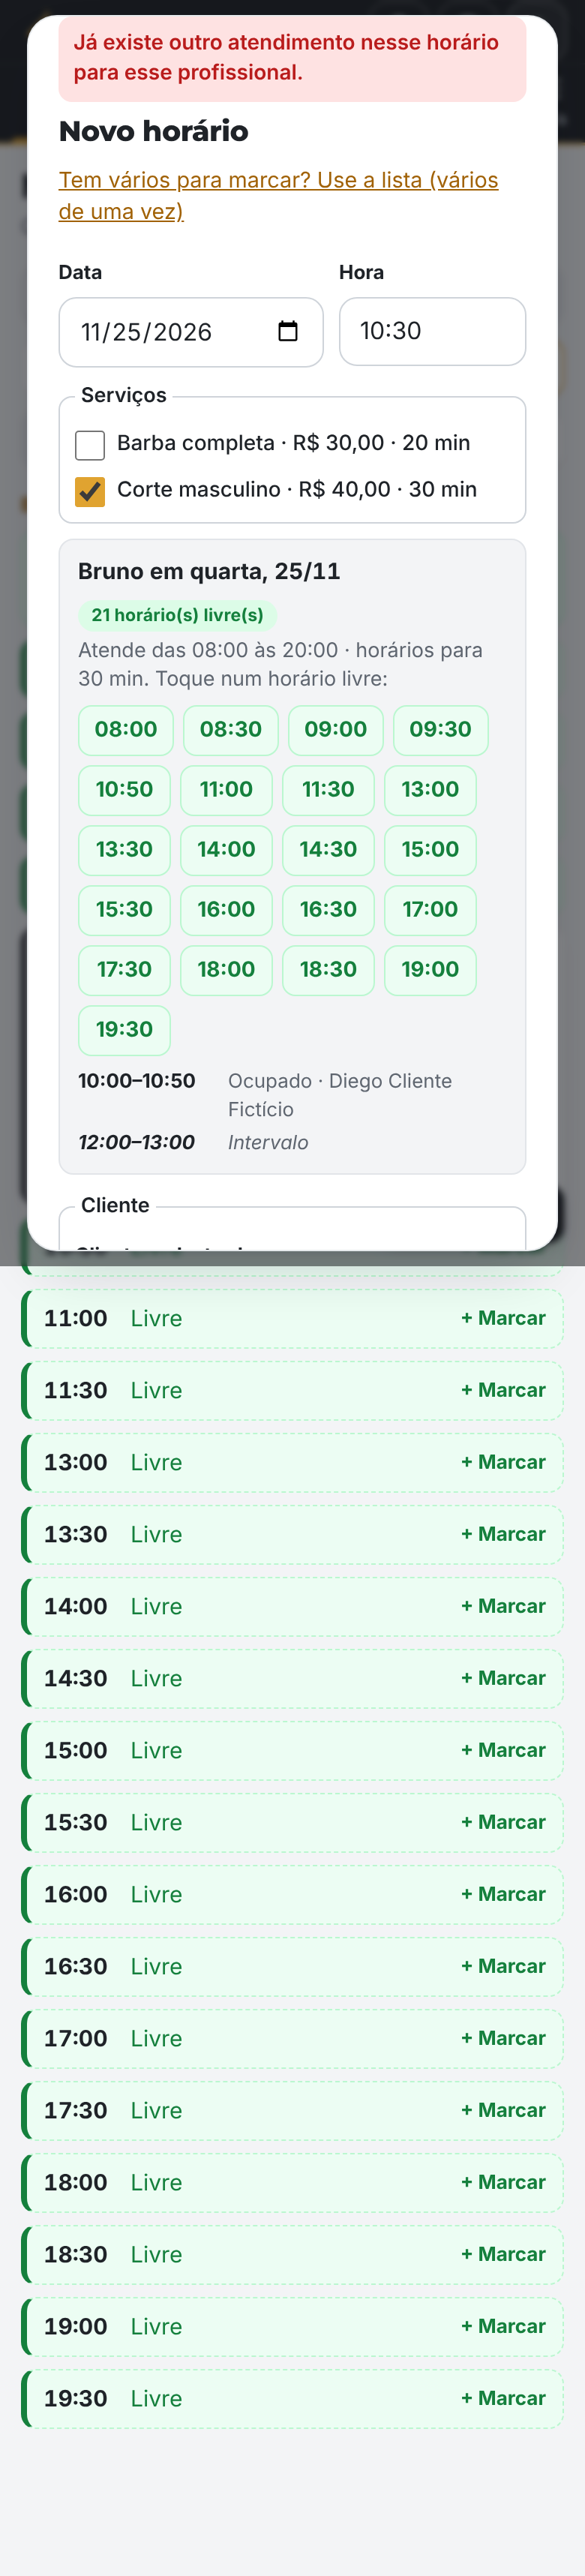 Já existe outro atendimento nesse horário
para esse profissional.
Novo horário
Tem vários para marcar? Use a lista (vários
de uma vez)
Data
Hora
11/25/2026
10:30
Serviços
Barba completa · R$ 30,00 · 20 min
Corte masculino · R$ 40,00 · 30 min
Bruno em quarta, 25/11
21 horário(s) livre(s)
Atende das 08:00 às 20:00 · horários para
30 min. Toque num horário livre:
08:00 08:30 09:00 09:30
10:50 11:00 11:30 13:00
13:30 14:00 14:30 15:00
15:30 16:00 16:30 17:00
17:30 18:00 18:30 19:00
19:30
10:00–10:50 Ocupado · Diego Cliente
Fictício
12:00–13:00 Intervalo
Cliente
11:00 Livre + Marcar
11:30 Livre + Marcar
13:00 Livre + Marcar
13:30 Livre + Marcar
14:00 Livre + Marcar
14:30 Livre + Marcar
15:00 Livre + Marcar
15:30 Livre + Marcar
16:00 Livre + Marcar
16:30 Livre + Marcar
17:00 Livre + Marcar
17:30 Livre + Marcar
18:00 Livre + Marcar
18:30 Livre + Marcar
19:00 Livre + Marcar
19:30 Livre + Marcar